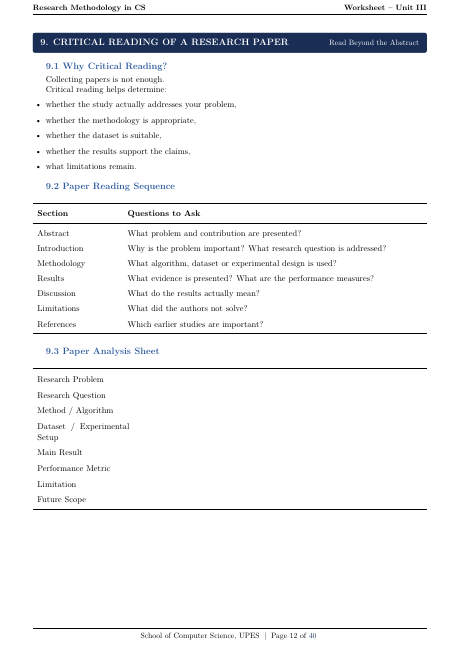 Research Methodology in CS Worksheet – Unit III
9. CRITICAL READING OF A RESEARCH PAPER Read Beyond the Abstract
9.1 Why Critical Reading?
Collecting papers is not enough.
Critical reading helps determine:
• whether the study actually addresses your problem,
• whether the methodology is appropriate,
• whether the dataset is suitable,
• whether the results support the claims,
• what limitations remain.
9.2 Paper Reading Sequence
Section Questions to Ask
Abstract What problem and contribution are presented?
Introduction Why is the problem important? What research question is addressed?
Methodology What algorithm, dataset or experimental design is used?
Results What evidence is presented? What are the performance measures?
Discussion What do the results actually mean?
Limitations What did the authors not solve?
References Which earlier studies are important?
9.3 Paper Analysis Sheet
Research Problem
Research Question
Method / Algorithm
Dataset / Experimental
Setup
Main Result
Performance Metric
Limitation
Future Scope
School of Computer Science, UPES | Page 12 of 40